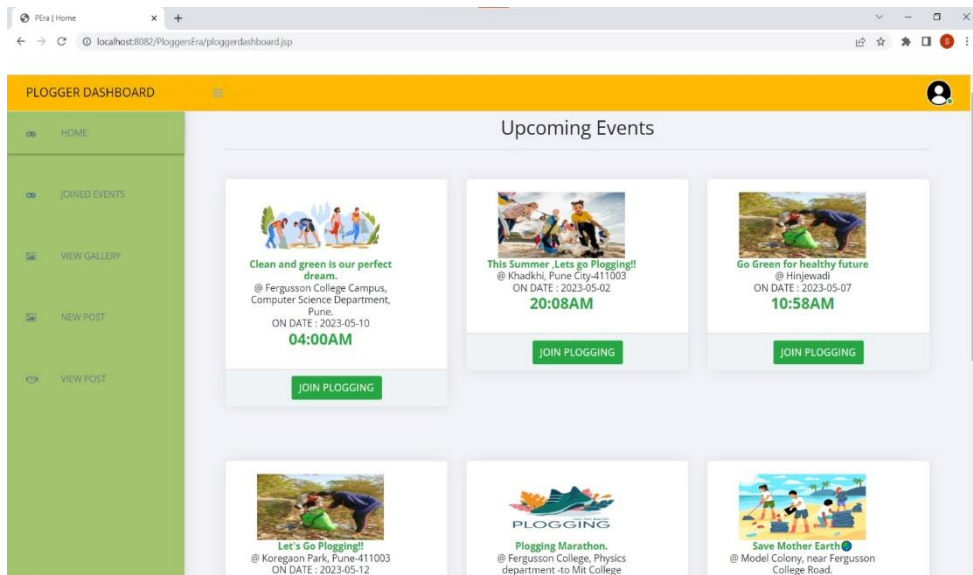 PEra | Home
localhost:8082/PloggersEra/ploggerdashboard.jsp
S
PLOGGER DASHBOARD
HOME
JOINED EVENTS
VIEW GALLERY
NEW POST
VIEW POST
Upcoming Events
Clean and green is our perfect
dream.
@ Fergusson College Campus,
Computer Science Department,
Pune.
ON DATE : 2023-05-10
04:00AM
JOIN PLOGGING
This Summer ,Lets go Plogging!!
@ Khadkhi, Pune City-411003
ON DATE : 2023-05-02
20:08AM
JOIN PLOGGING
Go Green for healthy future
@ Hinjewadi
ON DATE : 2023-05-07
10:58AM
JOIN PLOGGING
Let's Go Plogging!!
@ Koregaon Park, Pune-411003
ON DATE : 2023-05-12
PLOGGING
Plogging Marathon.
@ Fergusson College, Physics
department -to Mit College
Save Mother Earth🌍
@ Model Colony, near Fergusson
College Road.